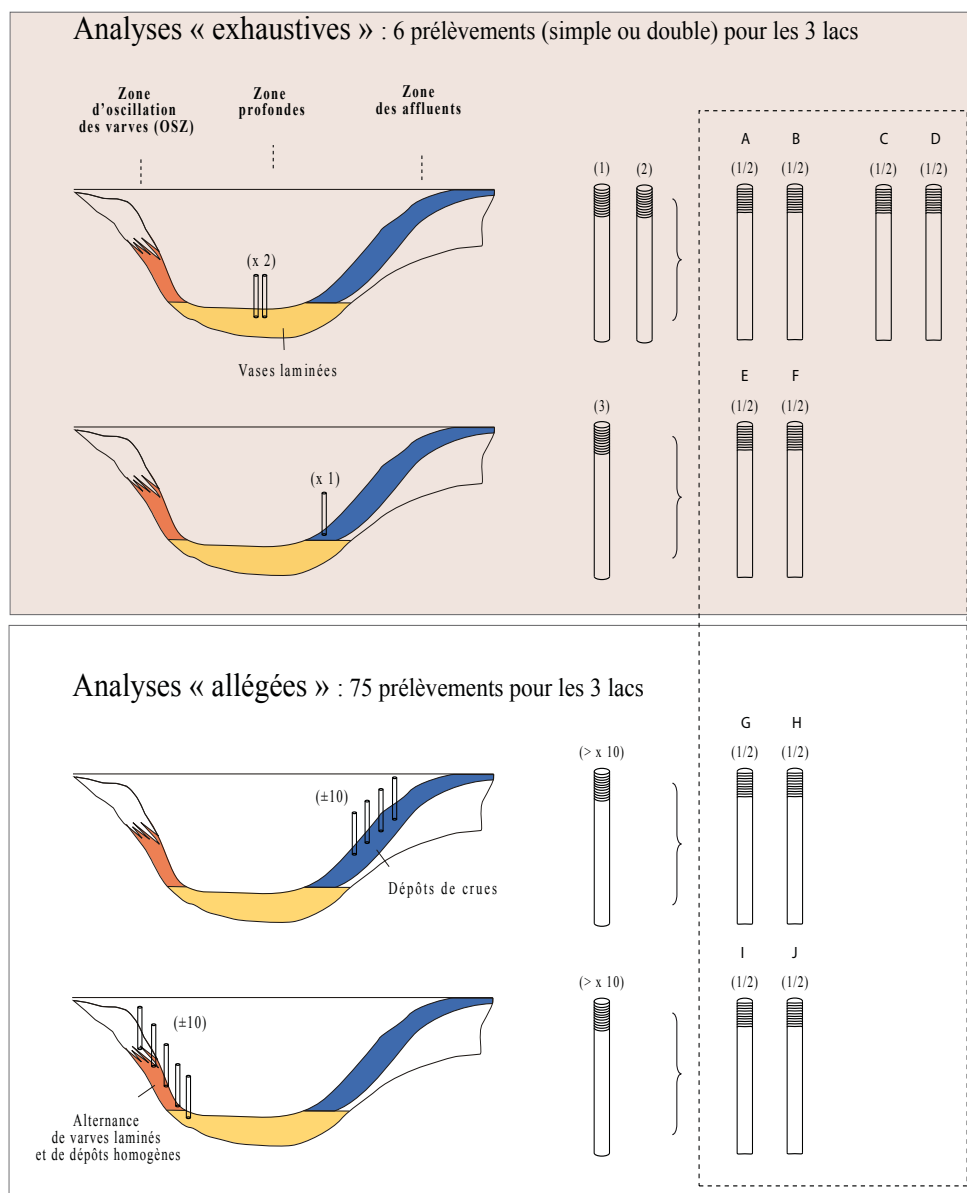 Analyses « exhaustives » : 6 prélèvements (simple ou double) pour les 3 lacs
Zone
d'oscillation
des varves (OSZ)
Zone
profondes
Zone
des affluents
A
B
C
D
(1)
(2)
(1/2)
(1/2)
(1/2)
(1/2)
(x 2)
Vases laminées
E
F
(3)
(1/2)
(1/2)
(x 1)
Analyses « allégées » : 75 prélèvements pour les 3 lacs
G
H
(> x 10)
(1/2)
(1/2)
(±10)
Dépôts de crues
I
J
(> x 10)
(1/2)
(1/2)
(±10)
Alternance
de varves laminés
et de dépôts homogènes